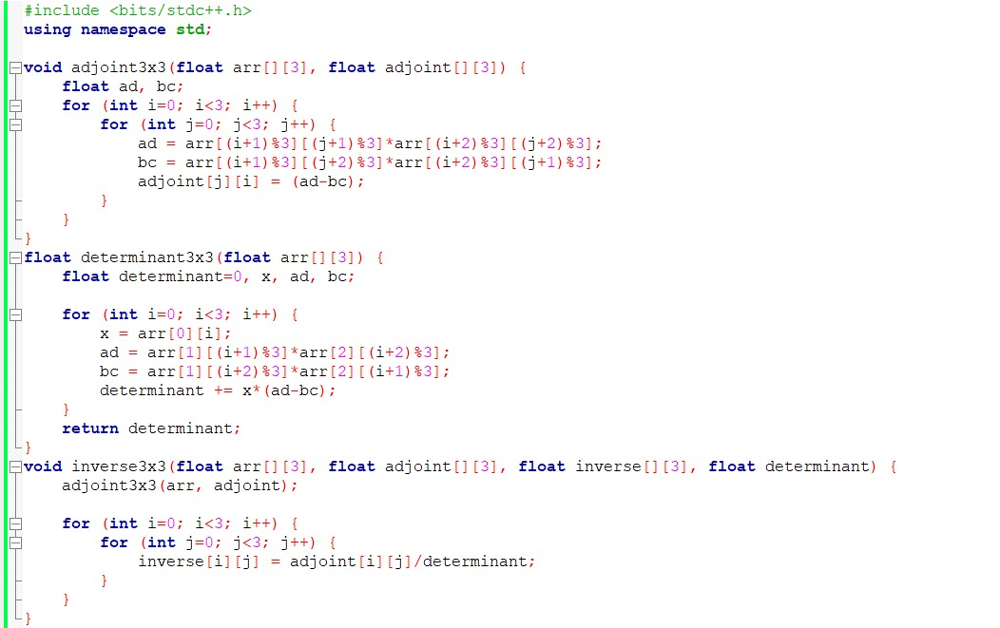 #include <bits/stdc++.h>
using namespace std;

void adjoint3x3(float arr[][3], float adjoint[][3]) {
    float ad, bc;
    for (int i=0; i<3; i++) {
        for (int j=0; j<3; j++) {
            ad = arr[(i+1)%3][(j+1)%3]*arr[(i+2)%3][(j+2)%3];
            bc = arr[(i+1)%3][(j+2)%3]*arr[(i+2)%3][(j+1)%3];
            adjoint[j][i] = (ad-bc);
        }
    }
}
float determinant3x3(float arr[][3]) {
    float determinant=0, x, ad, bc;

    for (int i=0; i<3; i++) {
        x = arr[0][i];
        ad = arr[1][(i+1)%3]*arr[2][(i+2)%3];
        bc = arr[1][(i+2)%3]*arr[2][(i+1)%3];
        determinant += x*(ad-bc);
    }
    return determinant;
}
void inverse3x3(float arr[][3], float adjoint[][3], float inverse[][3], float determinant) {
    adjoint3x3(arr, adjoint);

    for (int i=0; i<3; i++) {
        for (int j=0; j<3; j++) {
            inverse[i][j] = adjoint[i][j]/determinant;
        }
    }
}